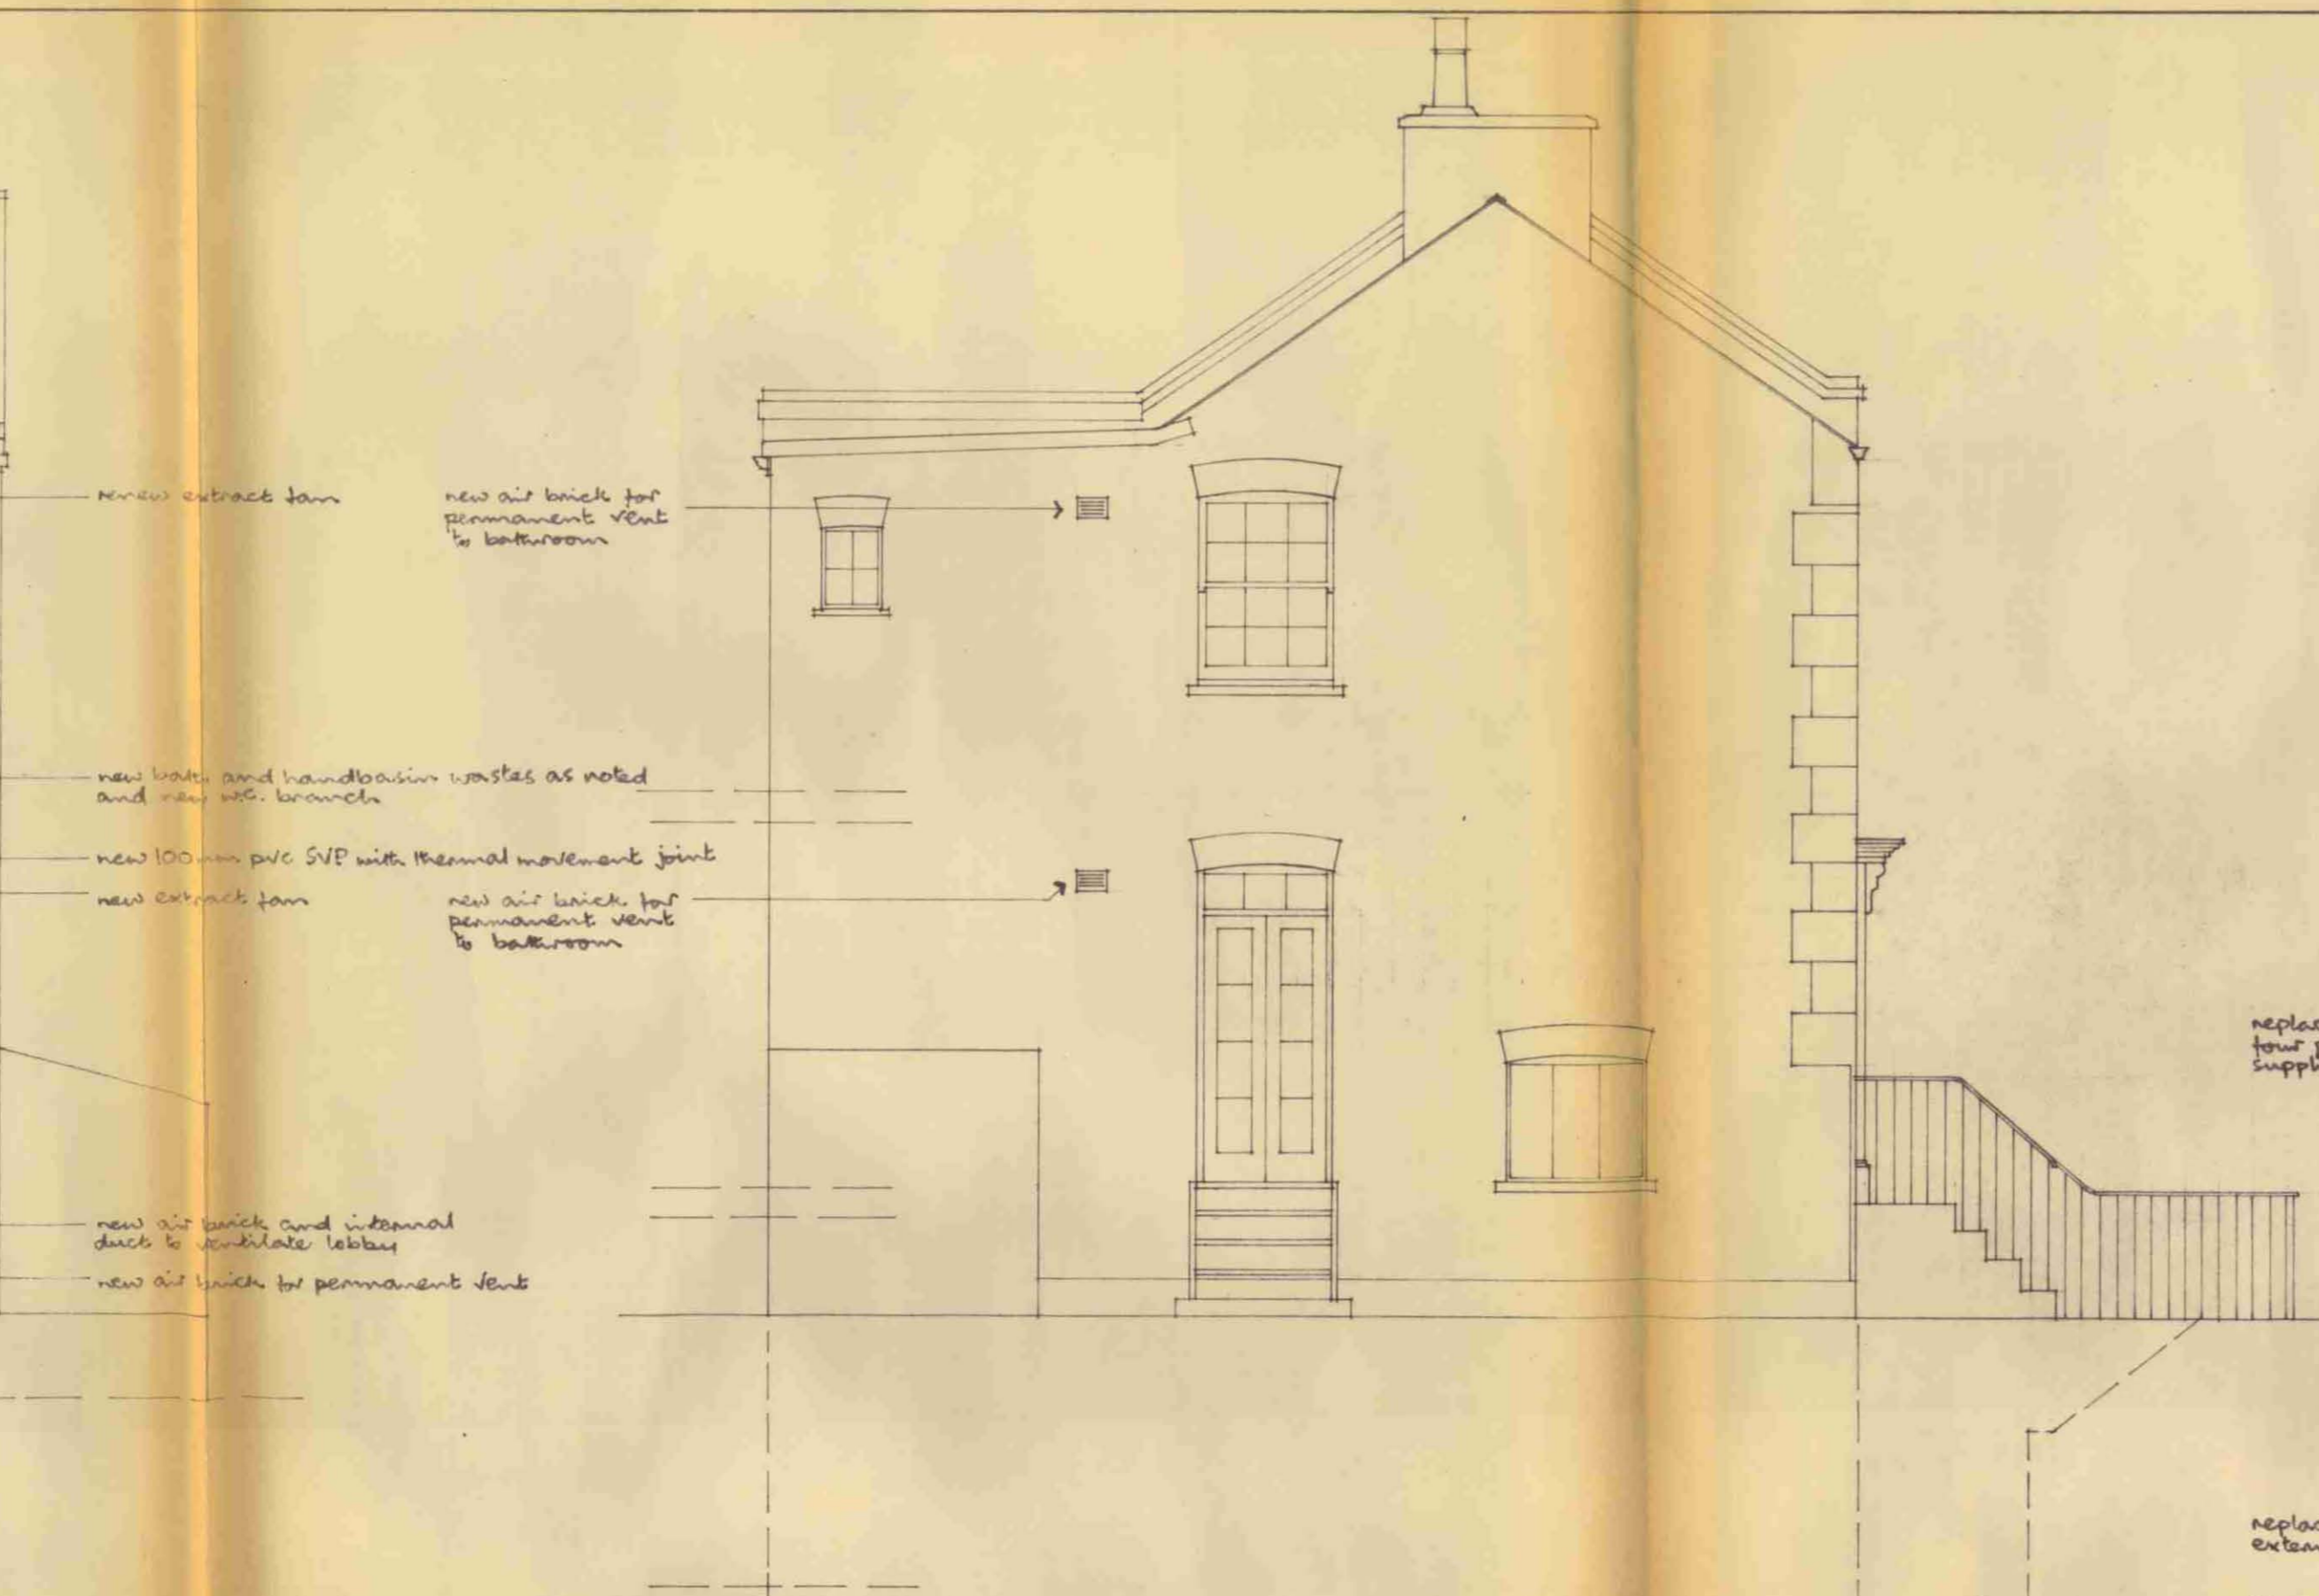 renew extract fan
new air brick for
permanent vent
to bathroom
new bath and handbasin wastes as noted
and new w.c. branch
new 100mm pvc SVP with thermal movement joint
new extract fan
new air brick for
permanent vent
to bathroom
new air brick and internal
duct to ventilate lobby
new air brick for permanent vent
four